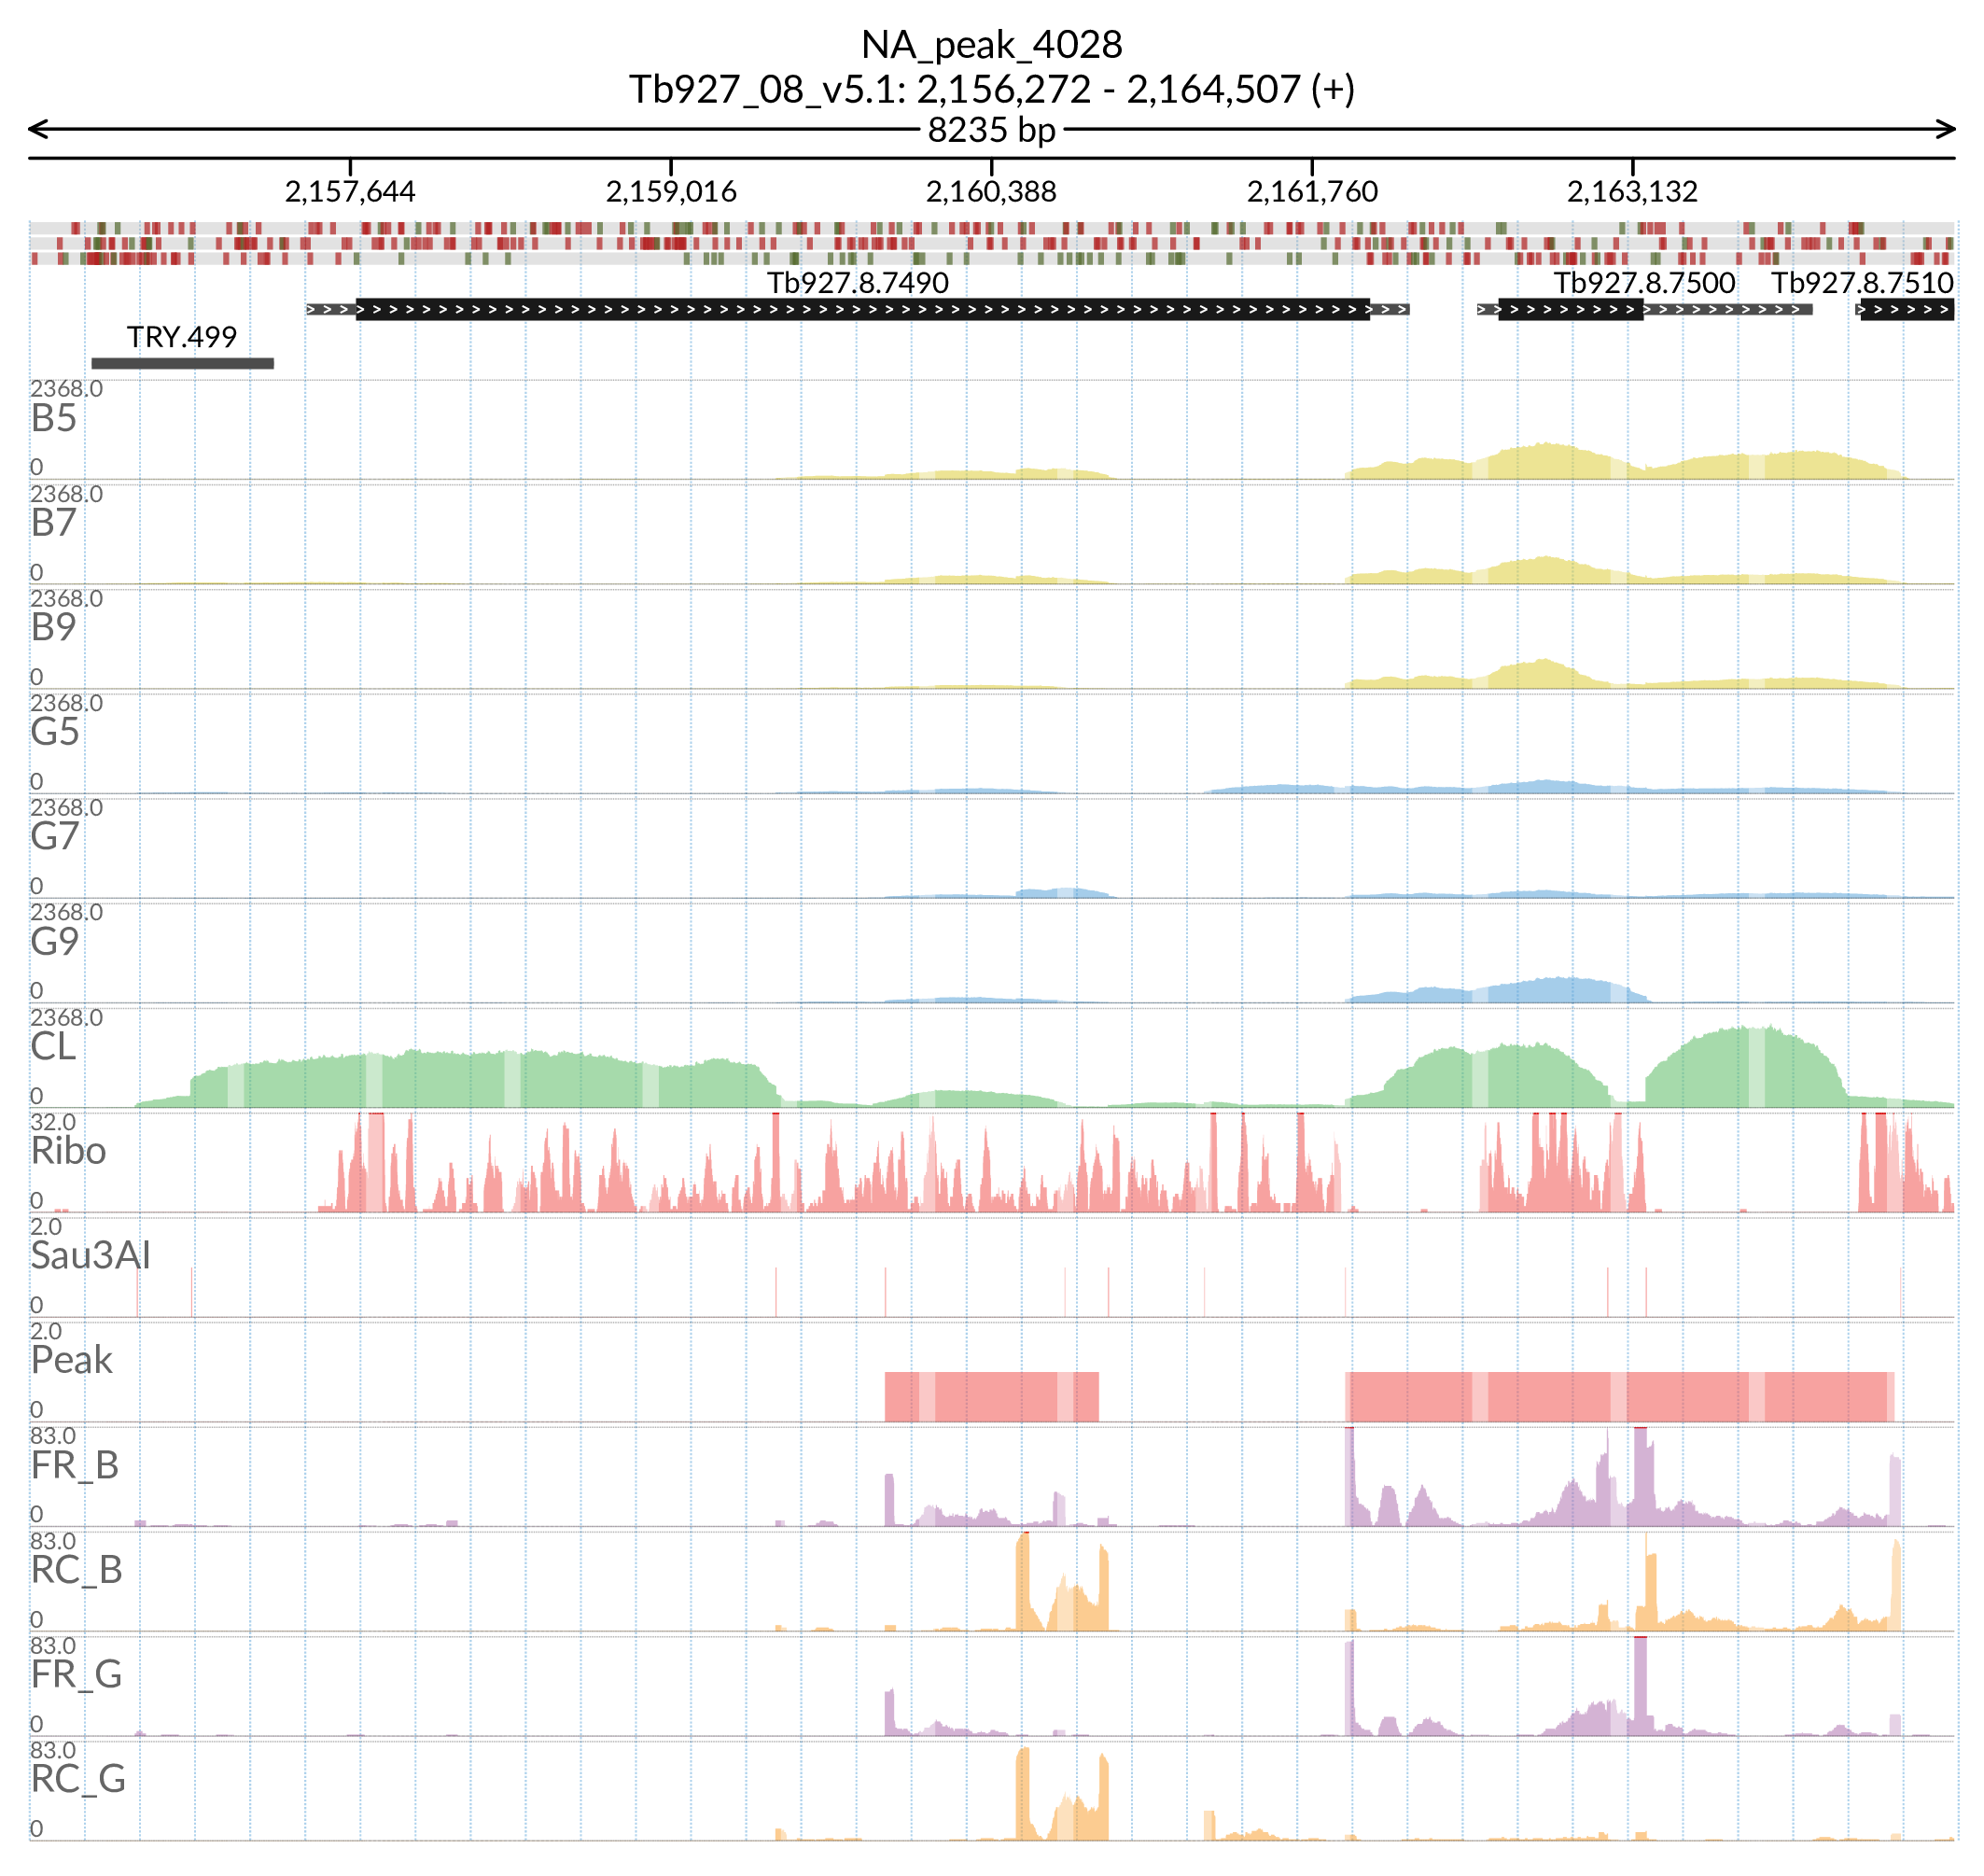 NA_peak_4028
Tb927_08_v5.1: 2,156,272 - 2,164,507 (+)
8235 bp
2,157,644 2,159,016 2,160,388 2,161,760 2,163,132
Tb927.8.7490 Tb927.8.7500 Tb927.8.7510
TRY.499
2368.0
B5
0
2368.0
B7
0
2368.0
B9
0
2368.0
G5
0
2368.0
G7
0
2368.0
G9
0
2368.0
CL
0
32.0
Ribo
0
2.0
Sau3AI
0
2.0
Peak
0
83.0
FR_B
0
83.0
RC_B
0
83.0
FR_G
0
83.0
RC_G
0